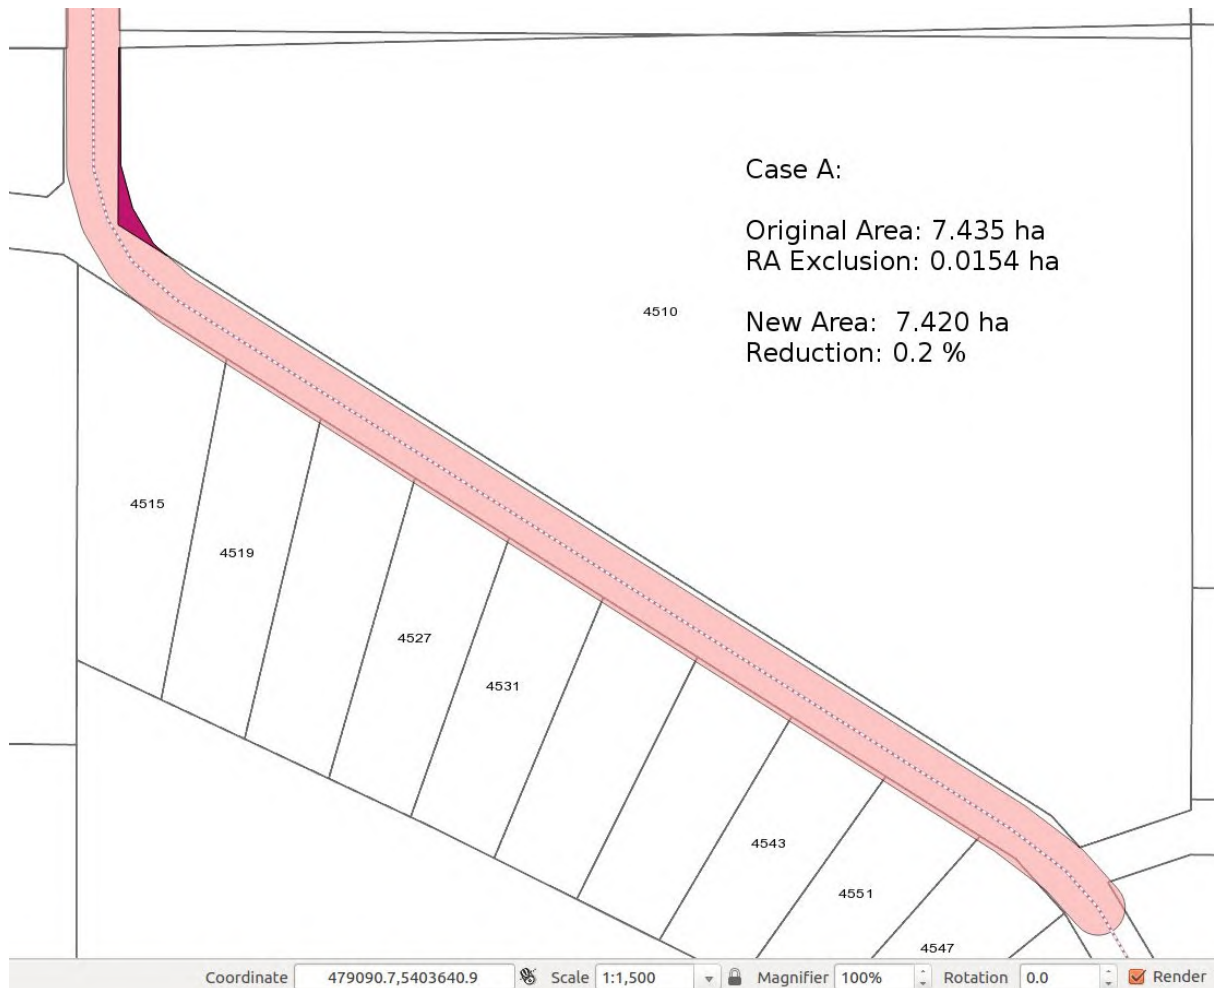 Case A:
Original Area: 7.435 ha
RA Exclusion: 0.0154 ha
4510
New Area: 7.420 ha
Reduction: 0.2 %
4515
4519
4527
4531
4543
4551
4547
Coordinate 479090.7,5403640.9 Scale 1:1,500 Magnifier 100% Rotation 0.0 Render